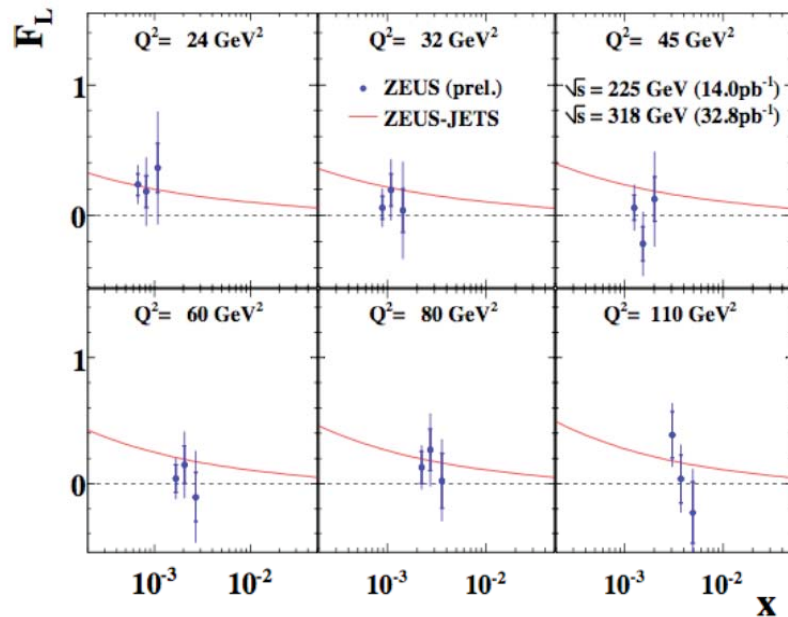 F_L
Q² = 24 GeV²
Q² = 32 GeV²
Q² = 45 GeV²
1
ZEUS (prel.)
ZEUS-JETS
√s = 225 GeV (14.0pb⁻¹)
√s = 318 GeV (32.8pb⁻¹)
0
Q² = 60 GeV²
Q² = 80 GeV²
Q² = 110 GeV²
1
0
10⁻³ 10⁻² 10⁻³ 10⁻² 10⁻³ 10⁻²
x